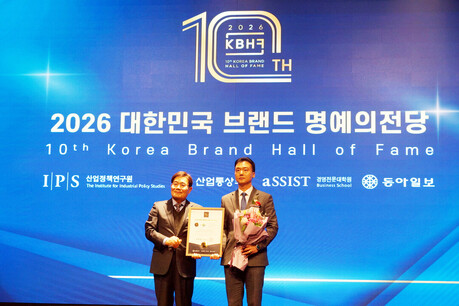 2026
KBHF
10TH KOREA BRAND
HALL OF FAME
10TH
2026 대한민국 브랜드 명예의전당
10th Korea Brand Hall of Fame
IPS 산업정책연구원 The Institute for Industrial Policy Studies 산업통상 aSSIST 경영전문대학원 Business School 동아일보